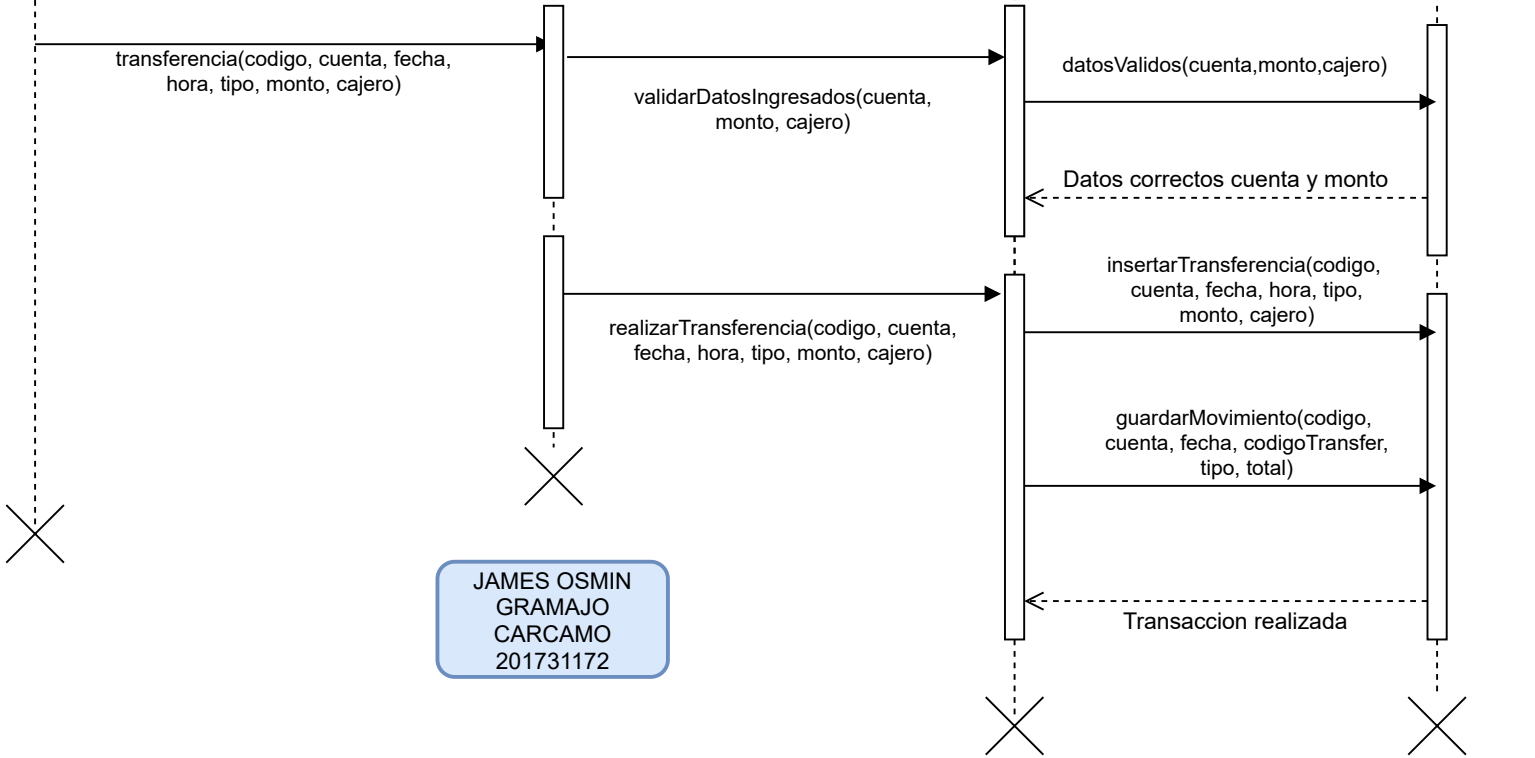 transferencia(codigo, cuenta, fecha,
hora, tipo, monto, cajero)
validarDatosIngresados(cuenta,
monto, cajero)
datosValidos(cuenta,monto,cajero)
Datos correctos cuenta y monto
realizarTransferencia(codigo, cuenta,
fecha, hora, tipo, monto, cajero)
insertarTransferencia(codigo,
cuenta, fecha, hora, tipo,
monto, cajero)
guardarMovimiento(codigo,
cuenta, fecha, codigoTransfer,
tipo, total)
Transaccion realizada
JAMES OSMIN
GRAMAJO
CARCAMO
201731172